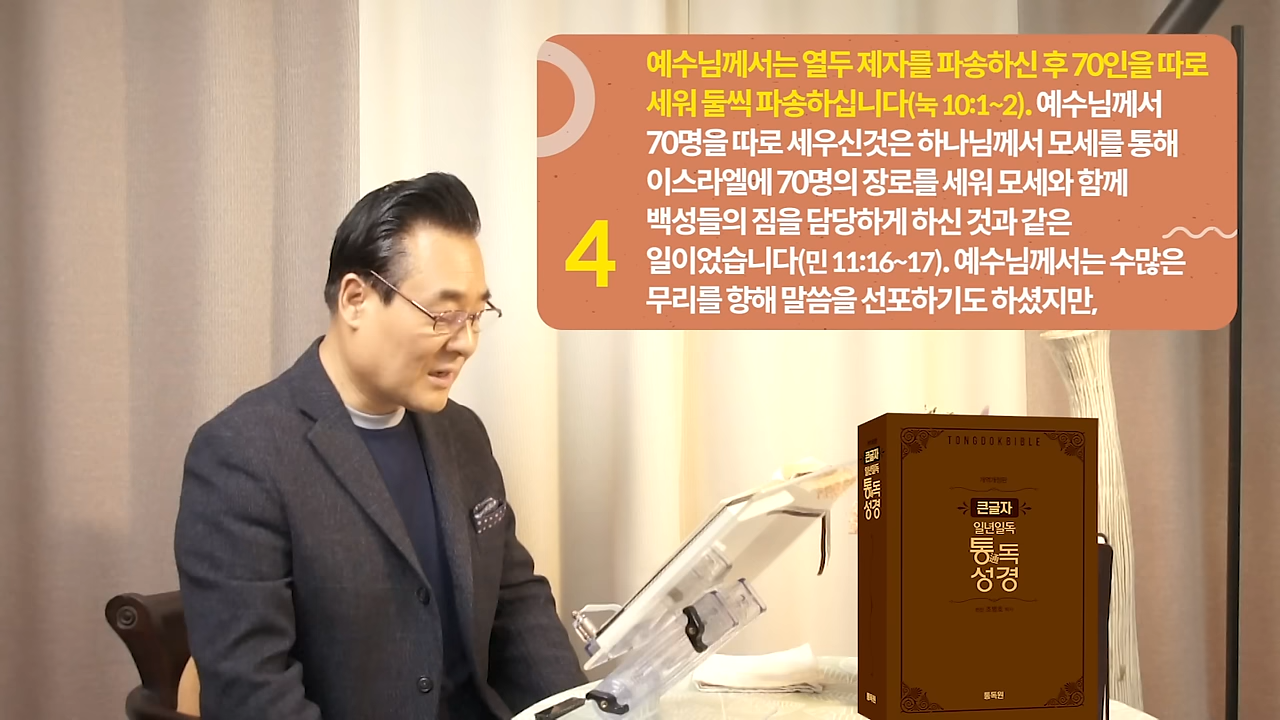 예수님께서는 열두 제자를 파송하신 후 70인을 따로
세워 둘씩 파송하십니다(눅 10:1~2). 예수님께서
70명을 따로 세우신것은 하나님께서 모세를 통해
이스라엘에 70명의 장로를 세워 모세와 함께
백성들의 짐을 담당하게 하신 것과 같은
일이었습니다(민 11:16~17). 예수님께서는 수많은
무리를 향해 말씀을 선포하기도 하셨지만,
4
TONGDOKBIBLE
큰글자
일년일독
통독
성경
통독원
큰글자
일년일독
통독
성경
통독원